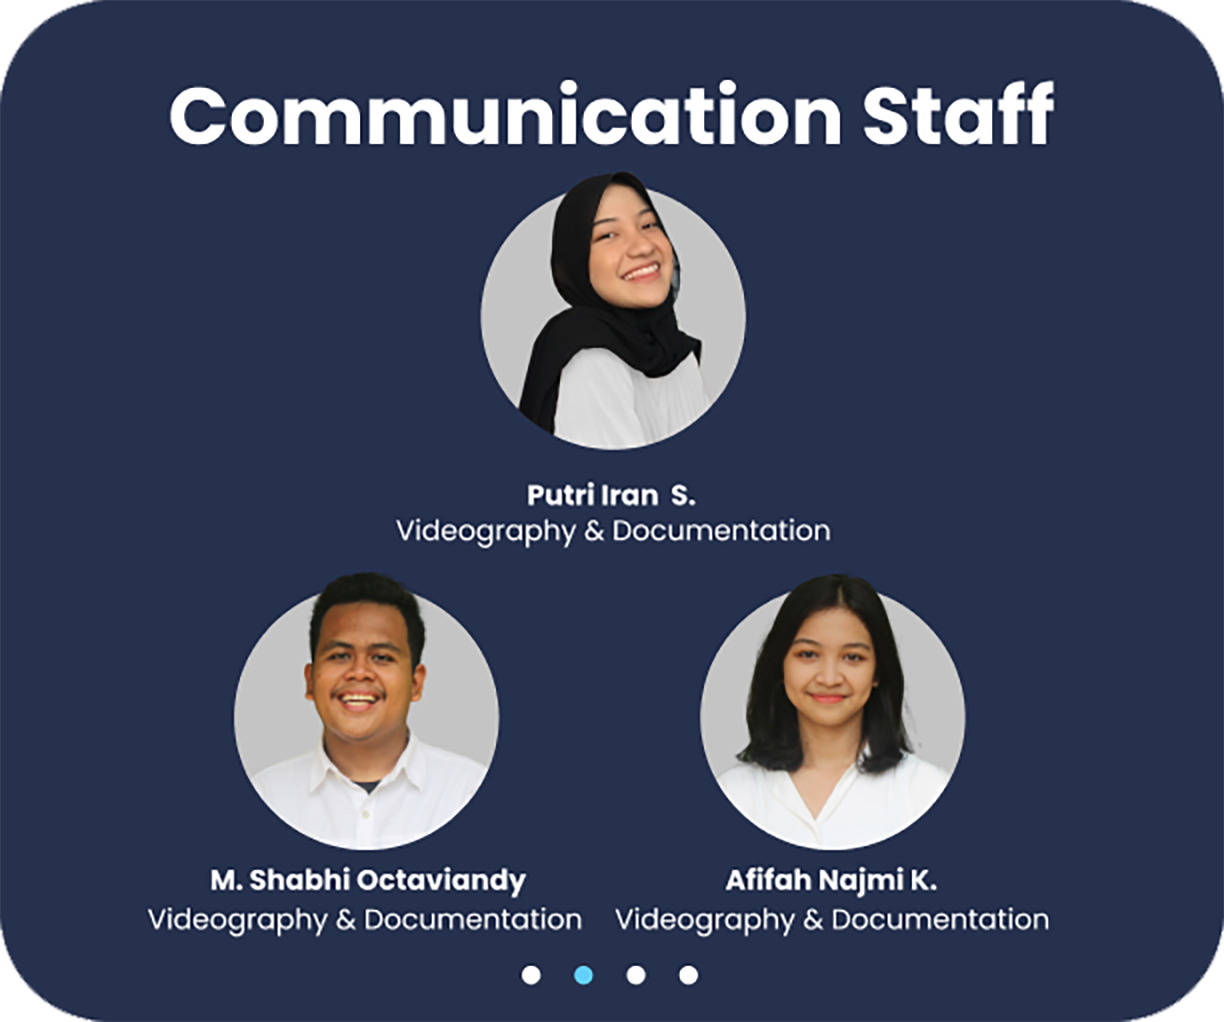 Communication Staff
Putri Iran S.
Videography & Documentation
M. Shabhi Octaviandy
Videography & Documentation
Afifah Najmi K.
Videography & Documentation